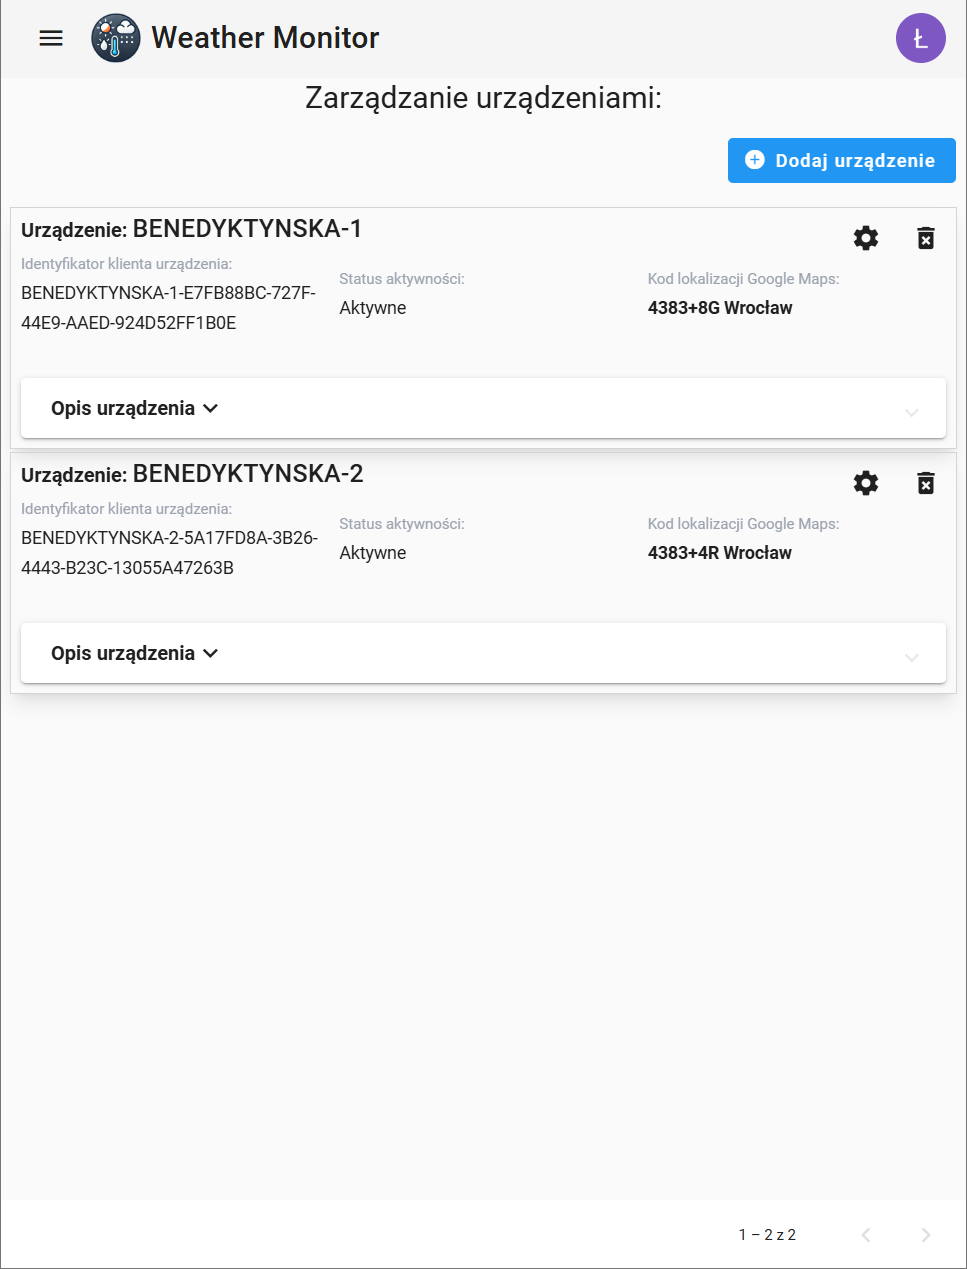 Weather Monitor
Ł
Zarządzanie urządzeniami:
Dodaj urządzenie
Urządzenie: BENEDYKTYNSKA-1
Identyfikator klienta urządzenia:
BENEDYKTYNSKA-1-E7FB88BC-727F-
44E9-AAED-924D52FF1B0E
Status aktywności:
Aktywne
Kod lokalizacji Google Maps:
4383+8G Wrocław
Opis urządzenia
Urządzenie: BENEDYKTYNSKA-2
Identyfikator klienta urządzenia:
BENEDYKTYNSKA-2-5A17FD8A-3B26-
4443-B23C-13055A47263B
Status aktywności:
Aktywne
Kod lokalizacji Google Maps:
4383+4R Wrocław
Opis urządzenia
1 – 2 z 2